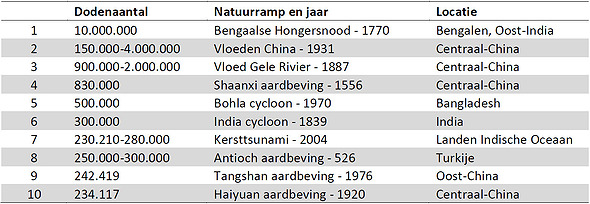 Dodenaantal Natuurramp en jaar Locatie
1 10.000.000 Bengaalse Hongersnood - 1770 Bengalen, Oost-India
2 150.000-4.000.000 Vloeden China - 1931 Centraal-China
3 900.000-2.000.000 Vloed Gele Rivier - 1887 Centraal-China
4 830.000 Shaanxi aardbeving - 1556 Centraal-China
5 500.000 Bohla cycloon - 1970 Bangladesh
6 300.000 India cycloon - 1839 India
7 230.210-280.000 Kersttsunami - 2004 Landen Indische Oceaan
8 250.000-300.000 Antioch aardbeving - 526 Turkije
9 242.419 Tangshan aardbeving - 1976 Oost-China
10 234.117 Haiyuan aardbeving - 1920 Centraal-China